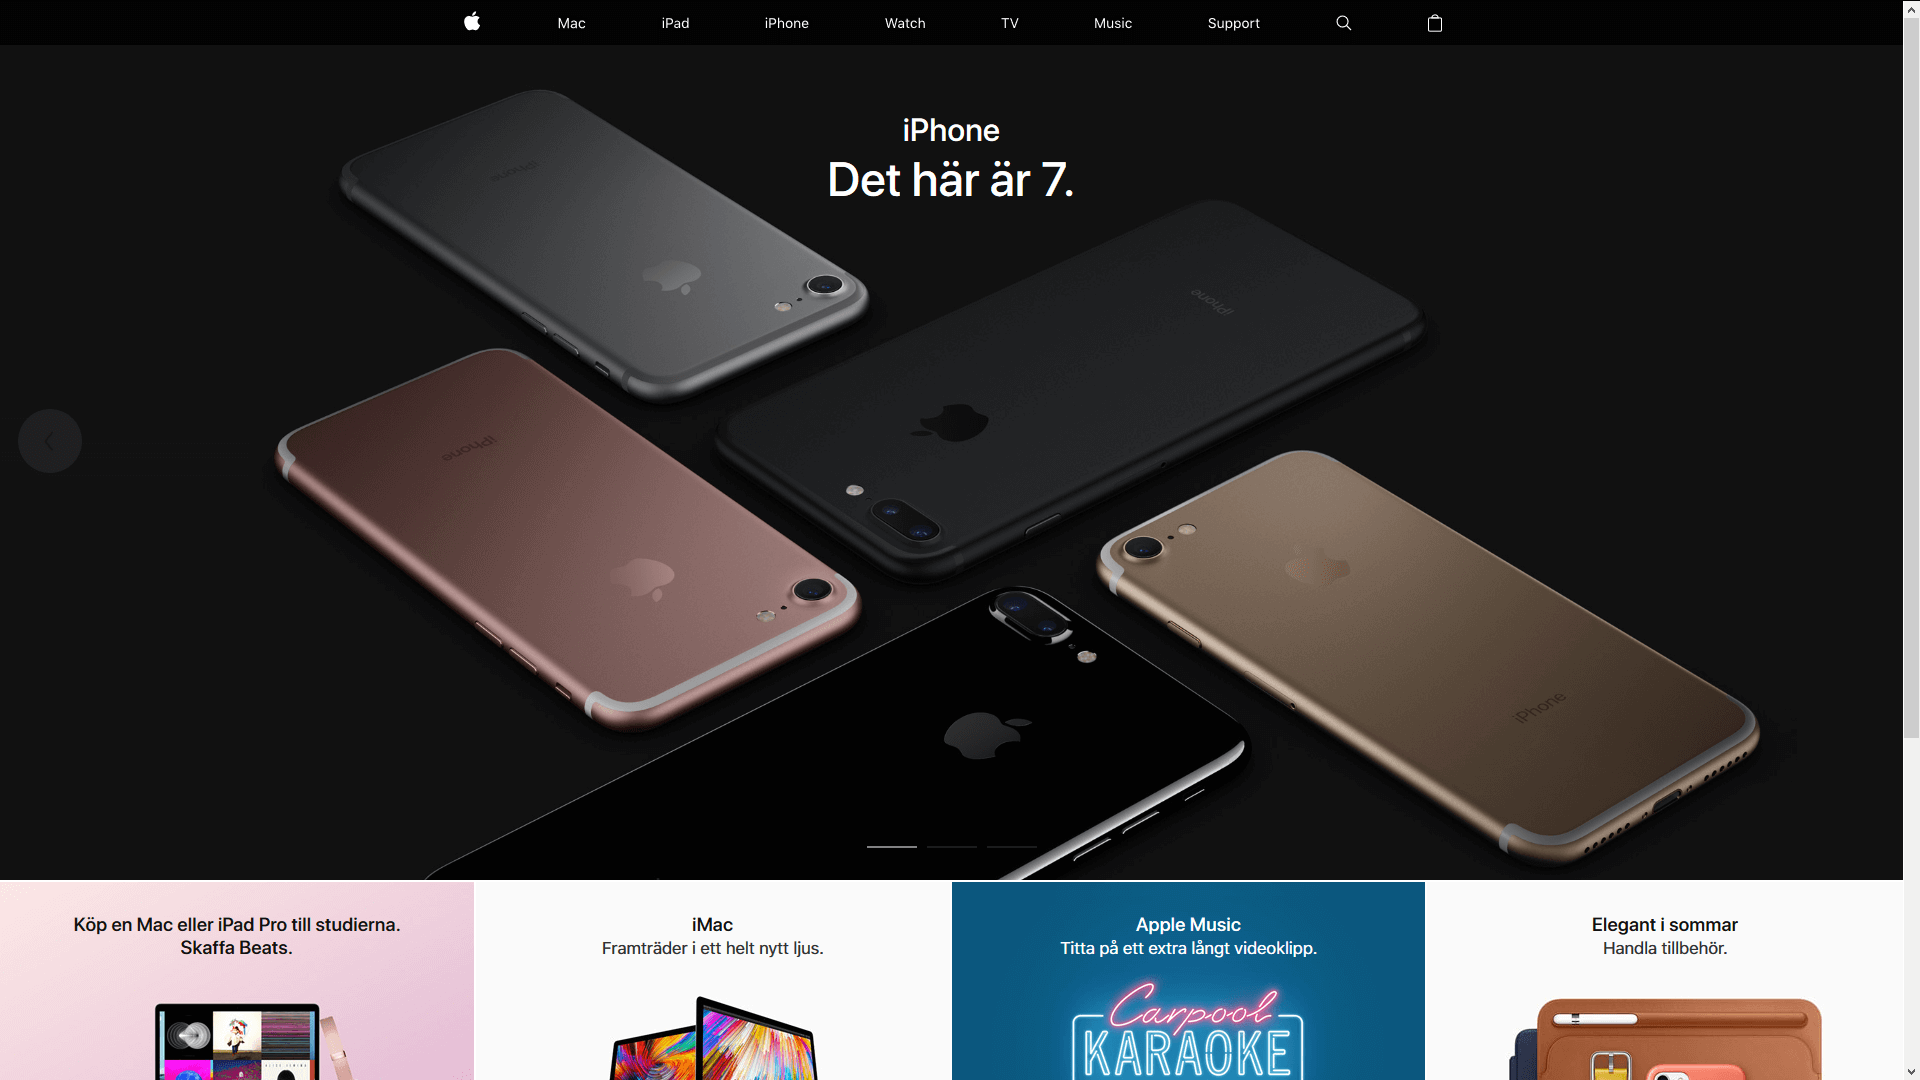 Mac
iPad
iPhone
Watch
TV
Music
Support
iPhone
Det här är 7.
iPhone
iPhone
iPhone
iPhone
Köp en Mac eller iPad Pro till studierna.
Skaffa Beats.
iMac
Framträder i ett helt nytt ljus.
Apple Music
Titta på ett extra långt videoklipp.
Carpool
KARAOKE
Elegant i sommar
Handla tillbehör.